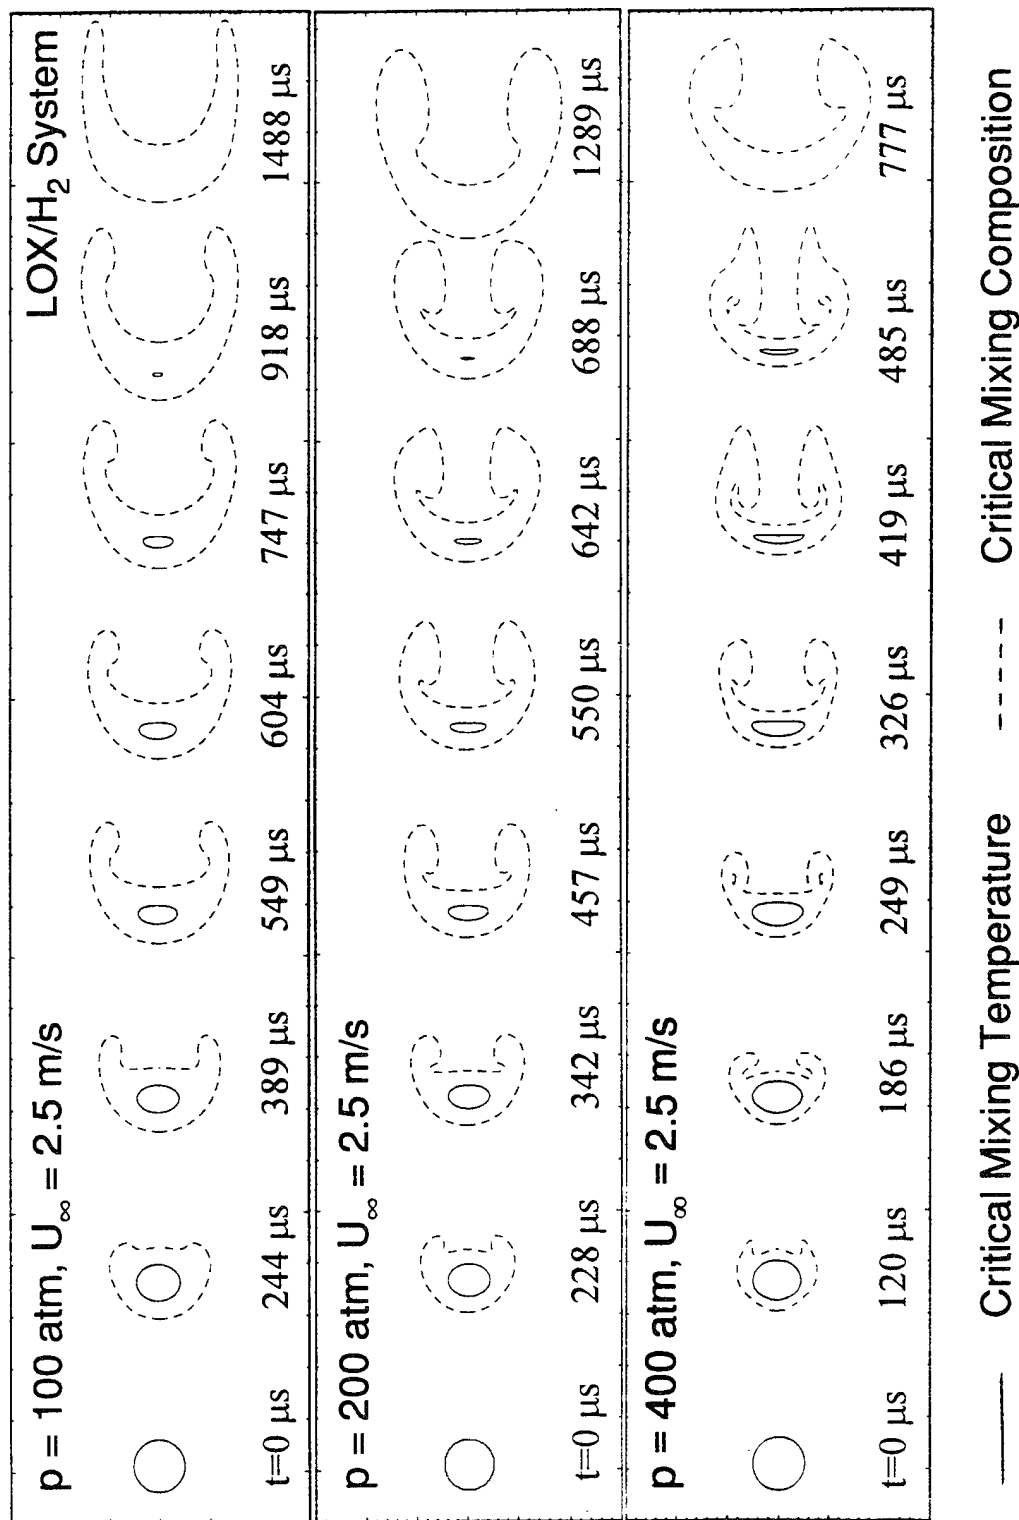 LOX/H₂ System
p = 100 atm, U∞ = 2.5 m/s
t=0 μs 244 μs 389 μs 549 μs 604 μs 747 μs 918 μs 1488 μs
p = 200 atm, U∞ = 2.5 m/s
t=0 μs 228 μs 342 μs 457 μs 550 μs 642 μs 688 μs 1289 μs
p = 400 atm, U∞ = 2.5 m/s
t=0 μs 120 μs 186 μs 249 μs 326 μs 419 μs 485 μs 777 μs
Critical Mixing Temperature Critical Mixing Composition